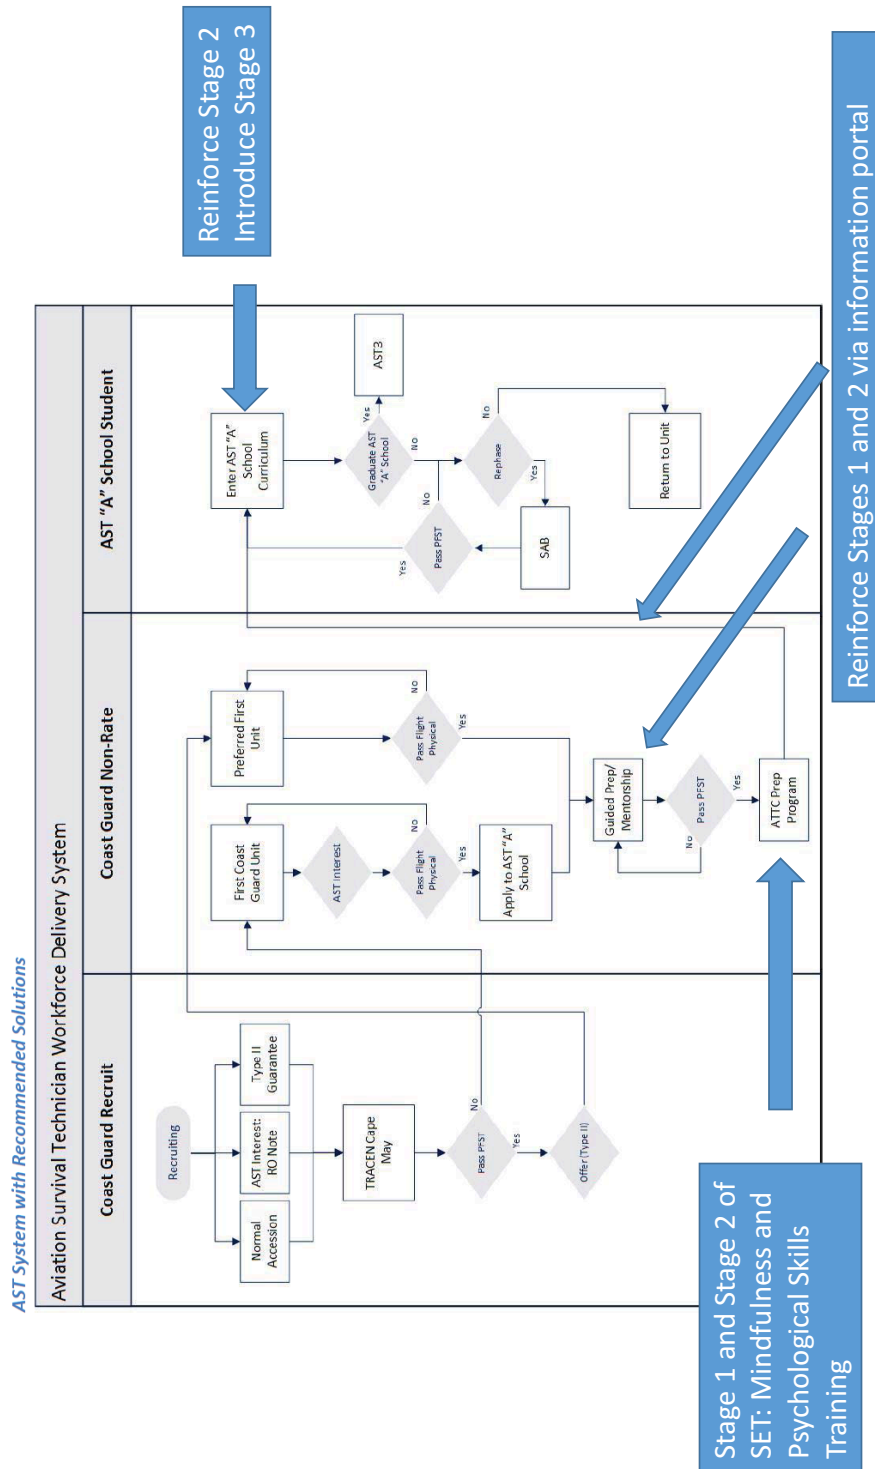 AST System with Recommended Solutions
Aviation Survival Technician Workforce Delivery System
Coast Guard Recruit
Coast Guard Non-Rate
AST "A" School Student
Recruiting
Normal
Accession
AST Interest:
RO Note
Type II
Guarantee
TRACEN Cape
May
Pass PFST
No
Yes
Offer (Type II)
First Coast
Guard Unit
AST Interest
Pass Flight
Physical
No
Yes
Apply to AST "A"
School
Preferred First
Unit
Pass Flight
Physical
No
Yes
Guided Prep/
Mentorship
Pass PFST
No
Yes
ATTC Prep
Program
Enter AST "A"
School
Curriculum
Graduate AST
"A" School
Yes
AST3
No
Pass PFST
Yes
No
Rephase
No
Yes
SAB
Return to Unit
Reinforce Stage 2
Introduce Stage 3
Stage 1 and Stage 2 of
SET: Mindfulness and
Psychological Skills
Training
Reinforce Stages 1 and 2 via information portal